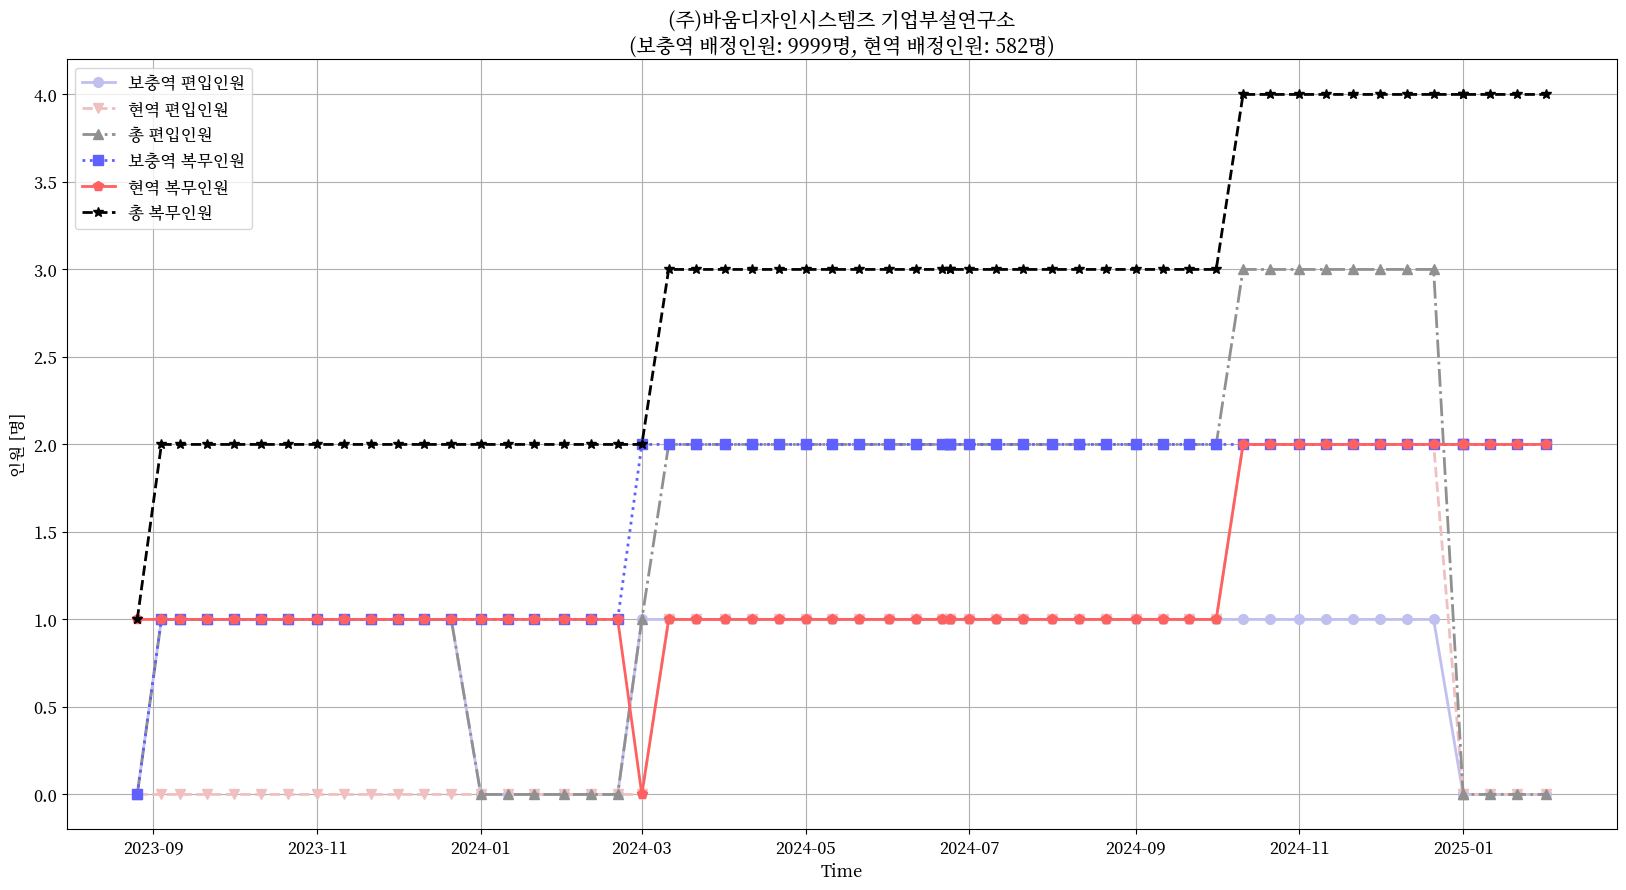 (주)바움디자인시스템즈 기업부설연구소
(보충역 배정인원: 9999명, 현역 배정인원: 582명)
보충역 편입인원
현역 편입인원
총 편입인원
보충역 복무인원
현역 복무인원
총 복무인원
4.0
3.5
3.0
2.5
2.0
1.5
1.0
0.5
0.0
인원 [명]
2023-09 2023-11 2024-01 2024-03 2024-05 2024-07 2024-09 2024-11 2025-01
Time